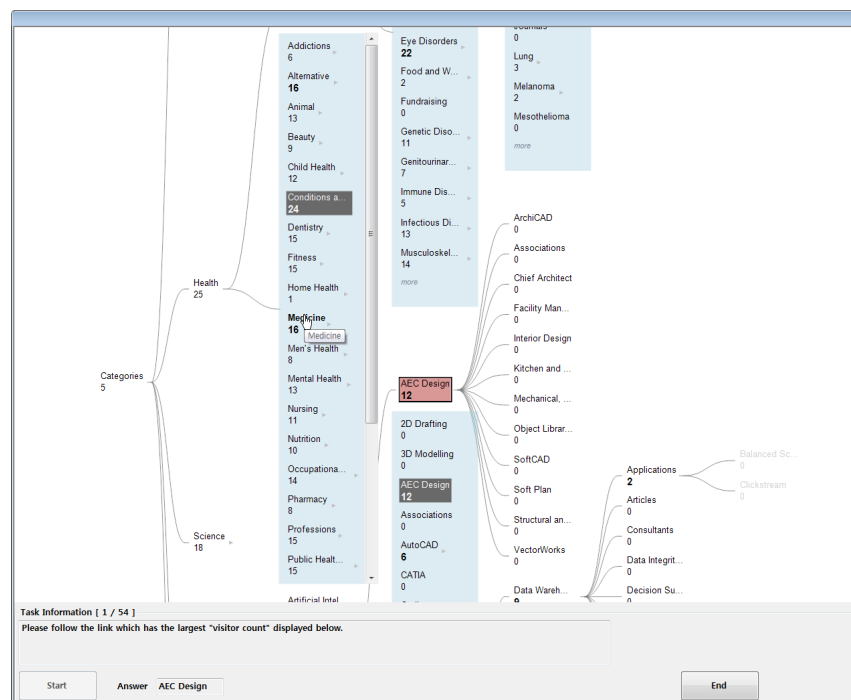 Categories
5
Health
25
Science
18
Addictions
6
Alternative
16
Animal
13
Beauty
9
Child Health
12
Conditions a...
24
Dentistry
15
Fitness
15
Home Health
1
Medicine
16
Medicine
Men's Health
8
Mental Health
13
Nursing
11
Nutrition
10
Occupationa...
14
Pharmacy
8
Professions
15
Public Healt...
15
Artificial Intel
Eye Disorders
22
Food and W...
2
Fundraising
0
Genetic Diso...
11
Genitourinar...
7
Immune Dis...
5
Infectious Di...
13
Musculoskel...
14
more
AEC Design
12
2D Drafting
0
3D Modelling
0
AEC Design
12
Associations
0
AutoCAD
6
CATIA
0
Journals
0
Lung
3
Melanoma
2
Mesothelioma
0
more
ArchiCAD
0
Associations
0
Chief Architect
0
Facility Man...
0
Interior Design
0
Kitchen and ...
0
Mechanical, ...
0
Object Librar...
0
SoftCAD
0
Soft Plan
0
Structural an...
0
VectorWorks
0
Data Wareh...
9
Applications
2
Articles
0
Consultants
0
Data Integrit...
0
Decision Su...
0
Balanced Sc...
0
Clickstream
0
Task Information [ 1 / 54 ]
Please follow the link which has the largest "visitor count" displayed below.
Start
Answer
AEC Design
End